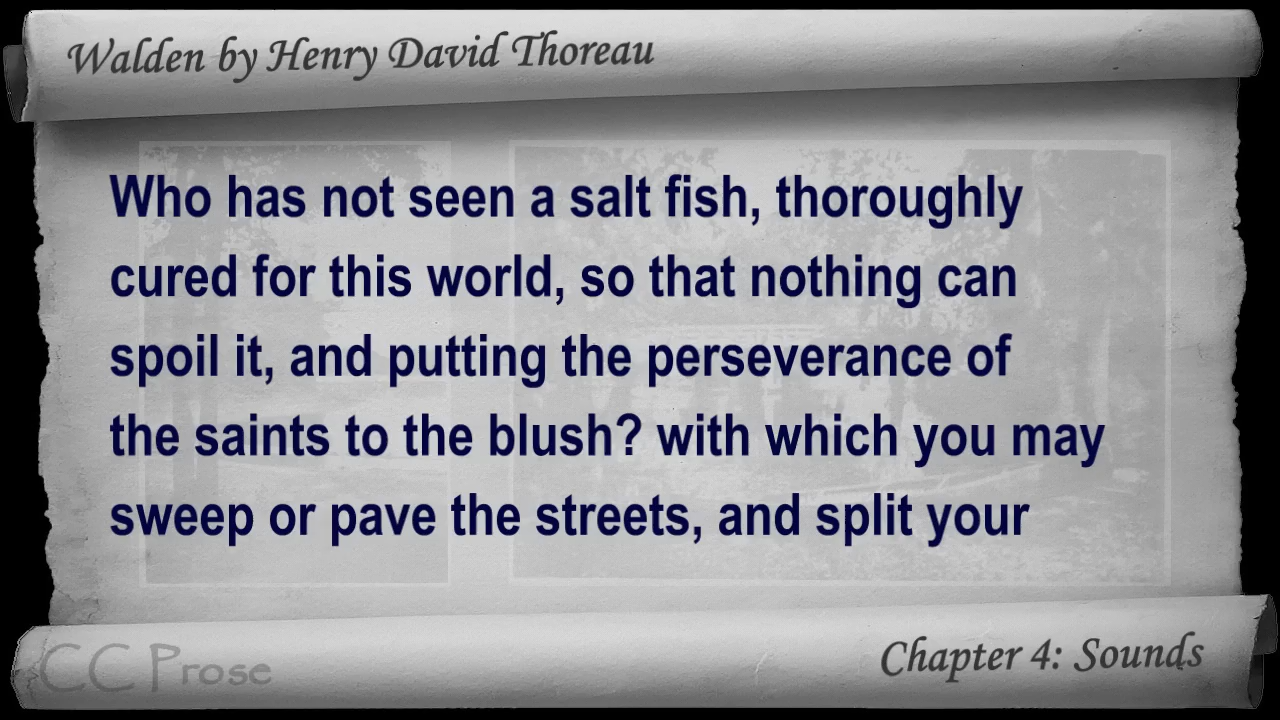 Walden by Henry David Thoreau
Who has not seen a salt fish, thoroughly
cured for this world, so that nothing can
spoil it, and putting the perseverance of
the saints to the blush? with which you may
sweep or pave the streets, and split your
CC Prose
Chapter 4: Sounds